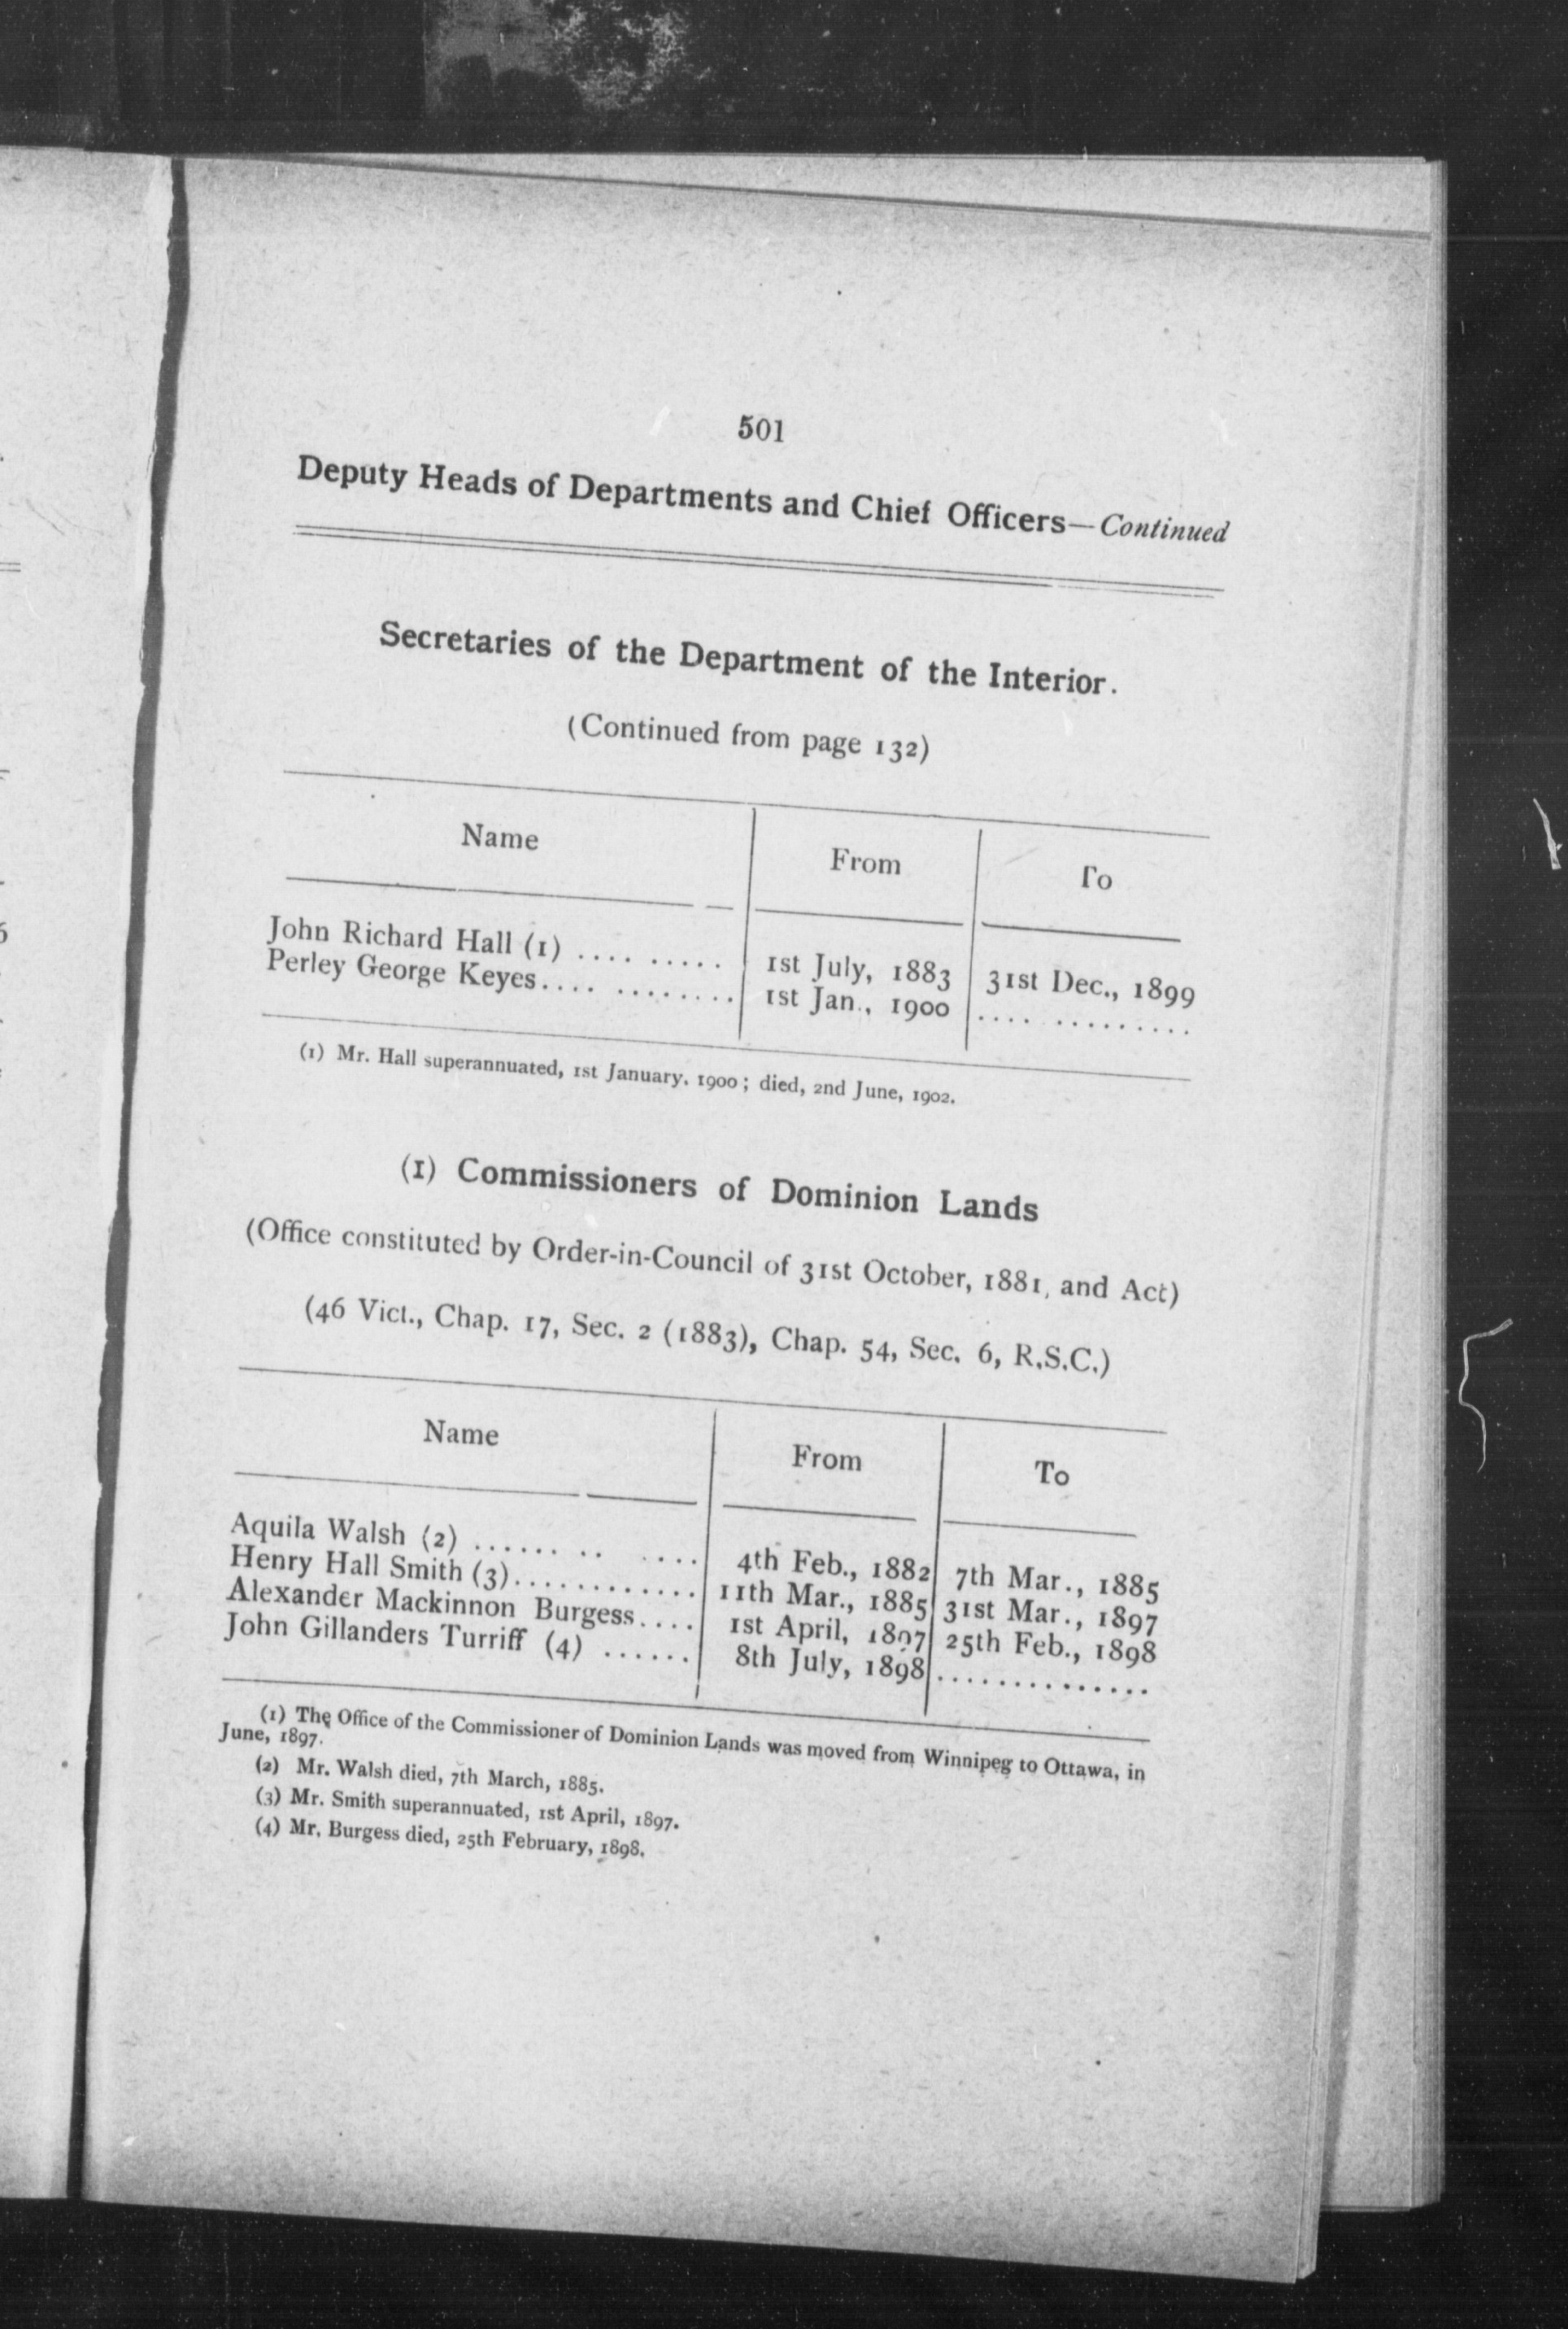 501
Deputy Heads of Departments and Chief Officers—Continued
Secretaries of the Department of the Interior.
(Continued from page 132)
Name From To
John Richard Hall (1) .... ..... 1st July, 1883 31st Dec., 1899
Perley George Keyes.... ........ 1st Jan., 1900 .... .........
(1) Mr. Hall superannuated, 1st January, 1900; died, 2nd June, 1902.
(1) Commissioners of Dominion Lands
(Office constituted by Order-in-Council of 31st October, 1881, and Act)
(46 Vict., Chap. 17, Sec. 2 (1883), Chap. 54, Sec. 6, R.S.C.)
Name From To
Aquila Walsh (2) ...... .. .... 4th Feb., 1882 7th Mar., 1885
Henry Hall Smith (3)............ 11th Mar., 1885 31st Mar., 1897
Alexander Mackinnon Burgess.... 1st April, 1897 25th Feb., 1898
John Gillanders Turriff (4) ...... 8th July, 1898 ..............
(1) The Office of the Commissioner of Dominion Lands was moved from Winnipeg to Ottawa, in
June, 1897.
(2) Mr. Walsh died, 7th March, 1885.
(3) Mr. Smith superannuated, 1st April, 1897.
(4) Mr. Burgess died, 25th February, 1898.